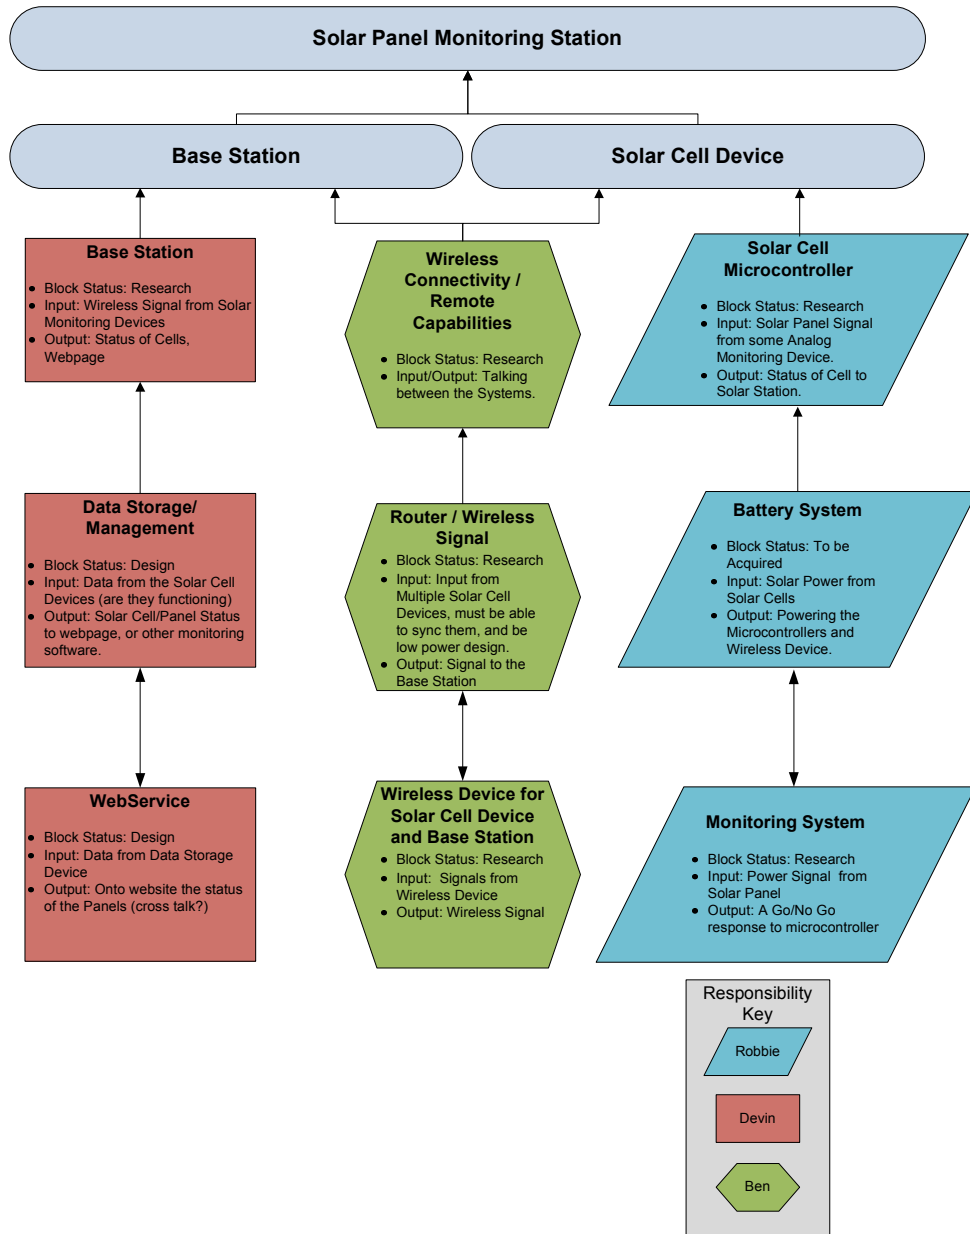 Solar Panel Monitoring Station
Base Station
Solar Cell Device
Base Station
• Block Status: Research
• Input: Wireless Signal from Solar
Monitoring Devices
• Output: Status of Cells,
Webpage
Wireless
Connectivity /
Remote
Capabilities
• Block Status: Research
• Input/Output: Talking
between the Systems.
Solar Cell
Microcontroller
• Block Status: Research
• Input: Solar Panel Signal
from some Analog
Monitoring Device.
• Output: Status of Cell to
Solar Station.
Data Storage/
Management
• Block Status: Design
• Input: Data from the Solar Cell
Devices (are they functioning)
• Output: Solar Cell/Panel Status
to webpage, or other monitoring
software.
Router / Wireless
Signal
• Block Status: Research
• Input: Input from
Multiple Solar Cell
Devices, must be able
to sync them, and be
low power design.
• Output: Signal to the
Base Station
Battery System
• Block Status: To be
Acquired
• Input: Solar Power from
Solar Cells
• Output: Powering the
Microcontrollers and
Wireless Device.
WebService
• Block Status: Design
• Input: Data from Data Storage
Device
• Output: Onto website the status
of the Panels (cross talk?)
Wireless Device for
Solar Cell Device
and Base Station
• Block Status: Research
• Input: Signals from
Wireless Device
• Output: Wireless Signal
Monitoring System
• Block Status: Research
• Input: Power Signal from
Solar Panel
• Output: A Go/No Go
response to microcontroller
Responsibility
Key
Robbie
Devin
Ben